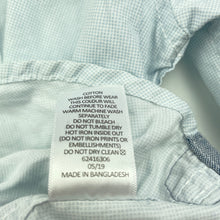 COTTON
WASH BEFORE WEAR
THIS COLOUR WILL
CONTINUE TO FADE
WARM MACHINE WASH
SEPARATELY
DO NOT BLEACH
DO NOT TUMBLE DRY
HOT IRON INSIDE OUT
(DO NOT IRON PRINTS OR
EMBELLISHMENTS)
DO NOT DRY CLEAN
62416306
05/19
MADE IN BANGLADESH